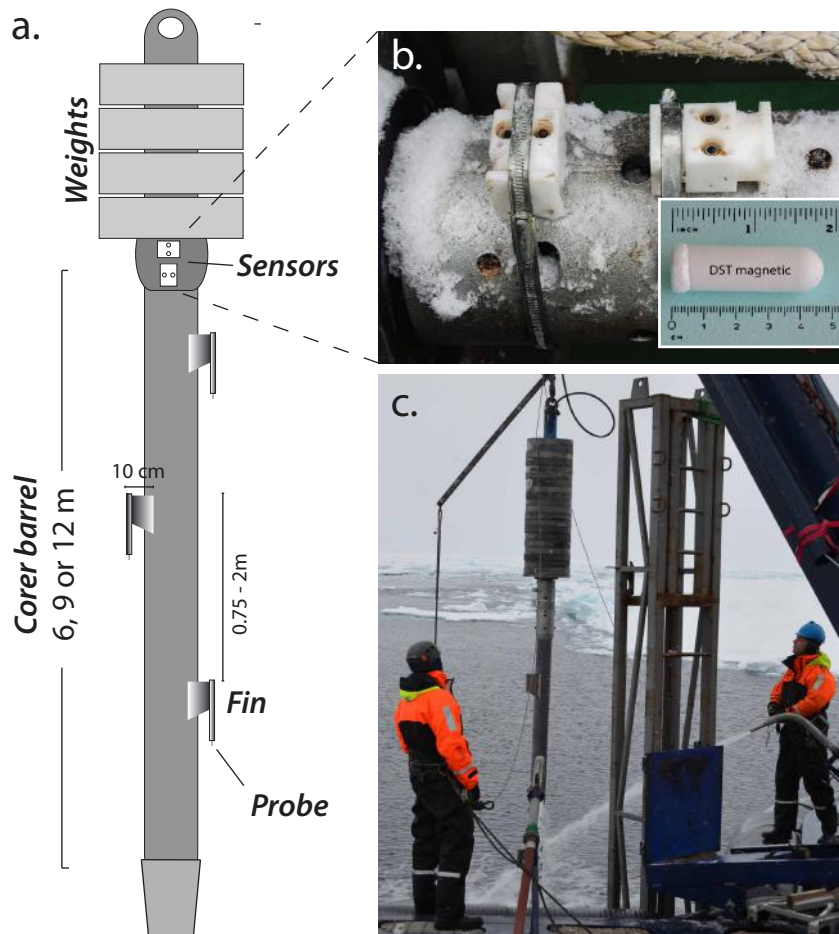 a.
Weights
Sensors
10 cm
Corer barrel
6, 9 or 12 m
0.75 - 2m
Fin
Probe
b.
INCH 1 2
DST magnetic
0 1 2 3 4 5
CM
c.